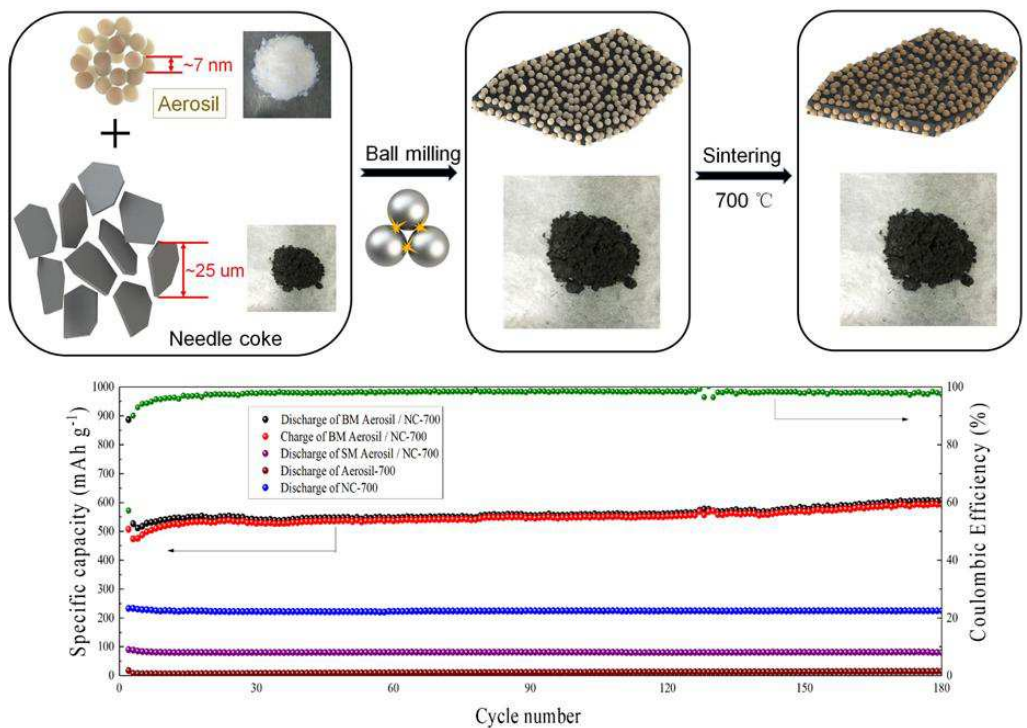 ~7 nm
Aerosil
+
~25 um
Needle coke
Ball milling
Sintering
700 ℃
1000
900
800
700
600
500
400
300
200
100
0
Specific capacity (mAh g⁻¹)
Discharge of BM Aerosil / NC-700
Charge of BM Aerosil / NC-700
Discharge of SM Aerosil / NC-700
Discharge of Aerosil-700
Discharge of NC-700
100
80
60
40
20
0
Coulombic Efficiency (%)
0 30 60 90 120 150 180
Cycle number